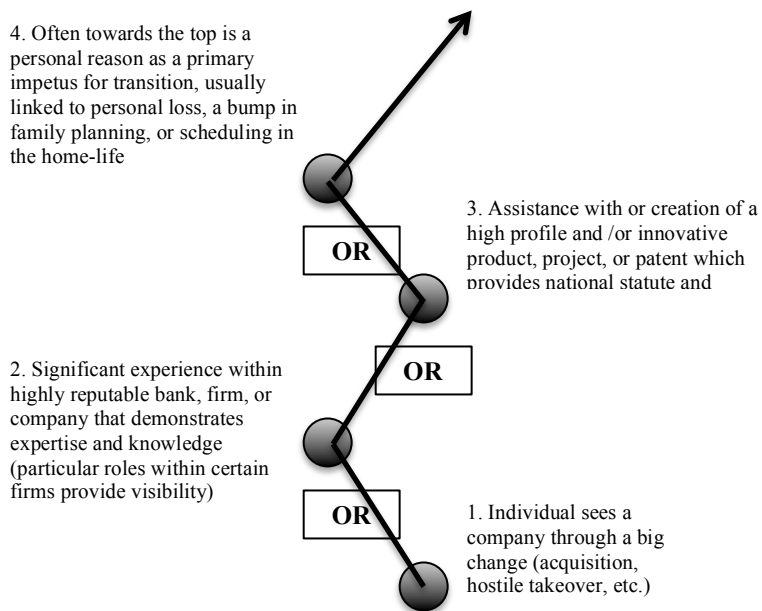 4. Often towards the top is a
personal reason as a primary
impetus for transition, usually
linked to personal loss, a bump in
family planning, or scheduling in
the home-life
3. Assistance with or creation of a
high profile and /or innovative
product, project, or patent which
provides national statute and
OR
OR
2. Significant experience within
highly reputable bank, firm, or
company that demonstrates
expertise and knowledge
(particular roles within certain
firms provide visibility)
OR
1. Individual sees a
company through a big
change (acquisition,
hostile takeover, etc.)